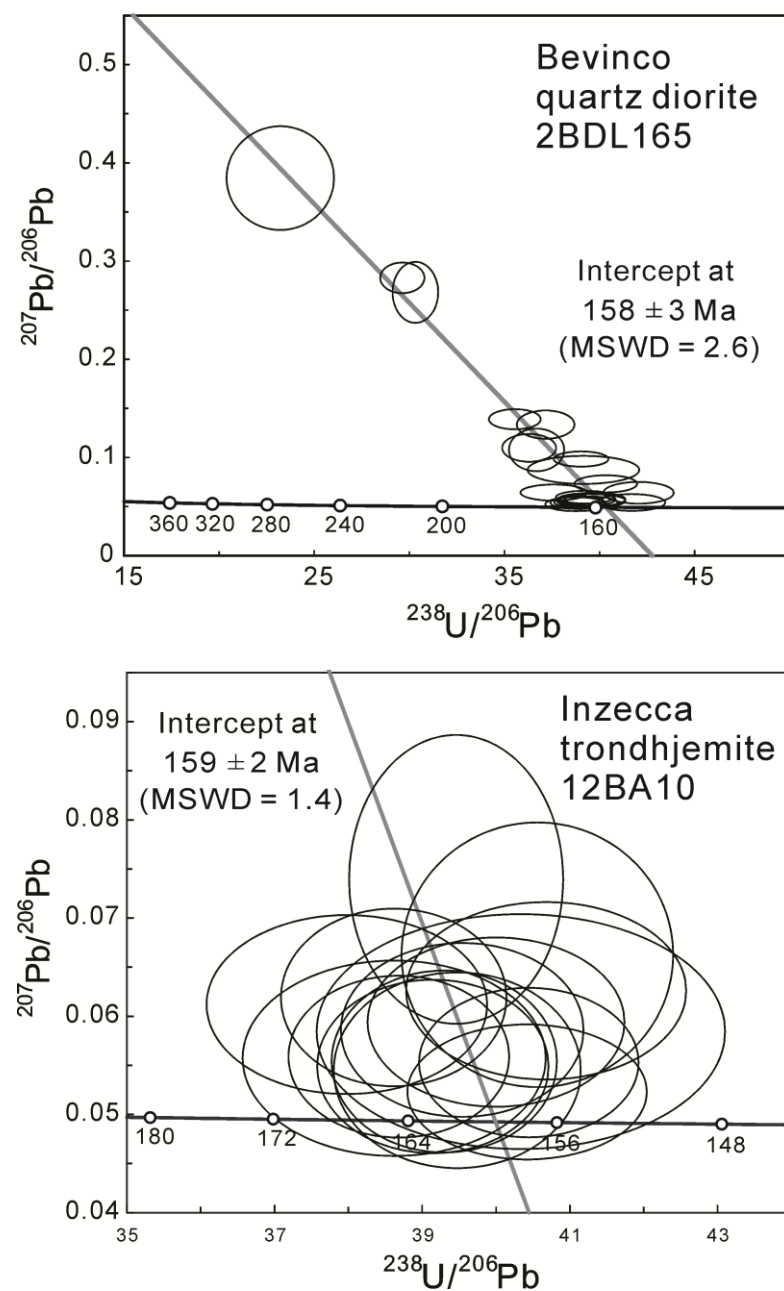 0.5
0.4
0.3
0.2
0.1
0
²⁰⁷Pb/²⁰⁶Pb
Bevinco
quartz diorite
2BDL165
Intercept at
158 ± 3 Ma
(MSWD = 2.6)
360 320 280 240 200 160
15 25 35 45
²³⁸U/²⁰⁶Pb
0.09
0.08
0.07
0.06
0.05
0.04
²⁰⁷Pb/²⁰⁶Pb
Intercept at
159 ± 2 Ma
(MSWD = 1.4)
Inzecca
trondhjemite
12BA10
180 172 164 156 148
35 37 39 41 43
²³⁸U/²⁰⁶Pb